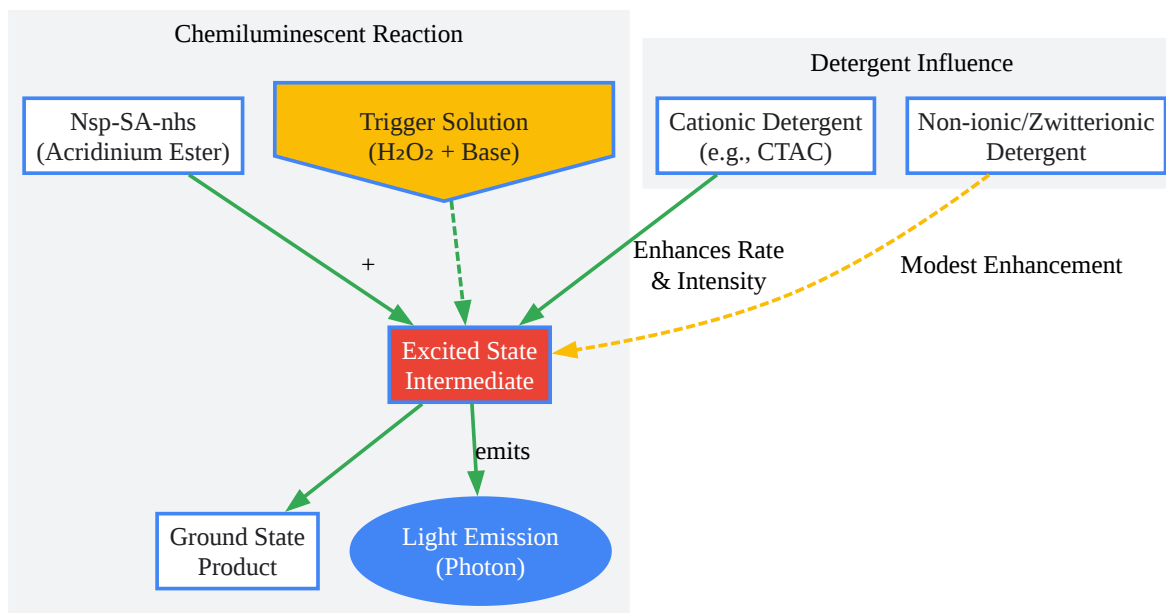 Chemiluminescent Reaction
Detergent Influence
Nsp-SA-nhs
(Acridinium Ester)
Trigger Solution
(H₂O₂ + Base)
Cationic Detergent
(e.g., CTAC)
Non-ionic/Zwitterionic
Detergent
+
Enhances Rate
& Intensity
Modest Enhancement
Excited State
Intermediate
emits
Ground State
Product
Light Emission
(Photon)